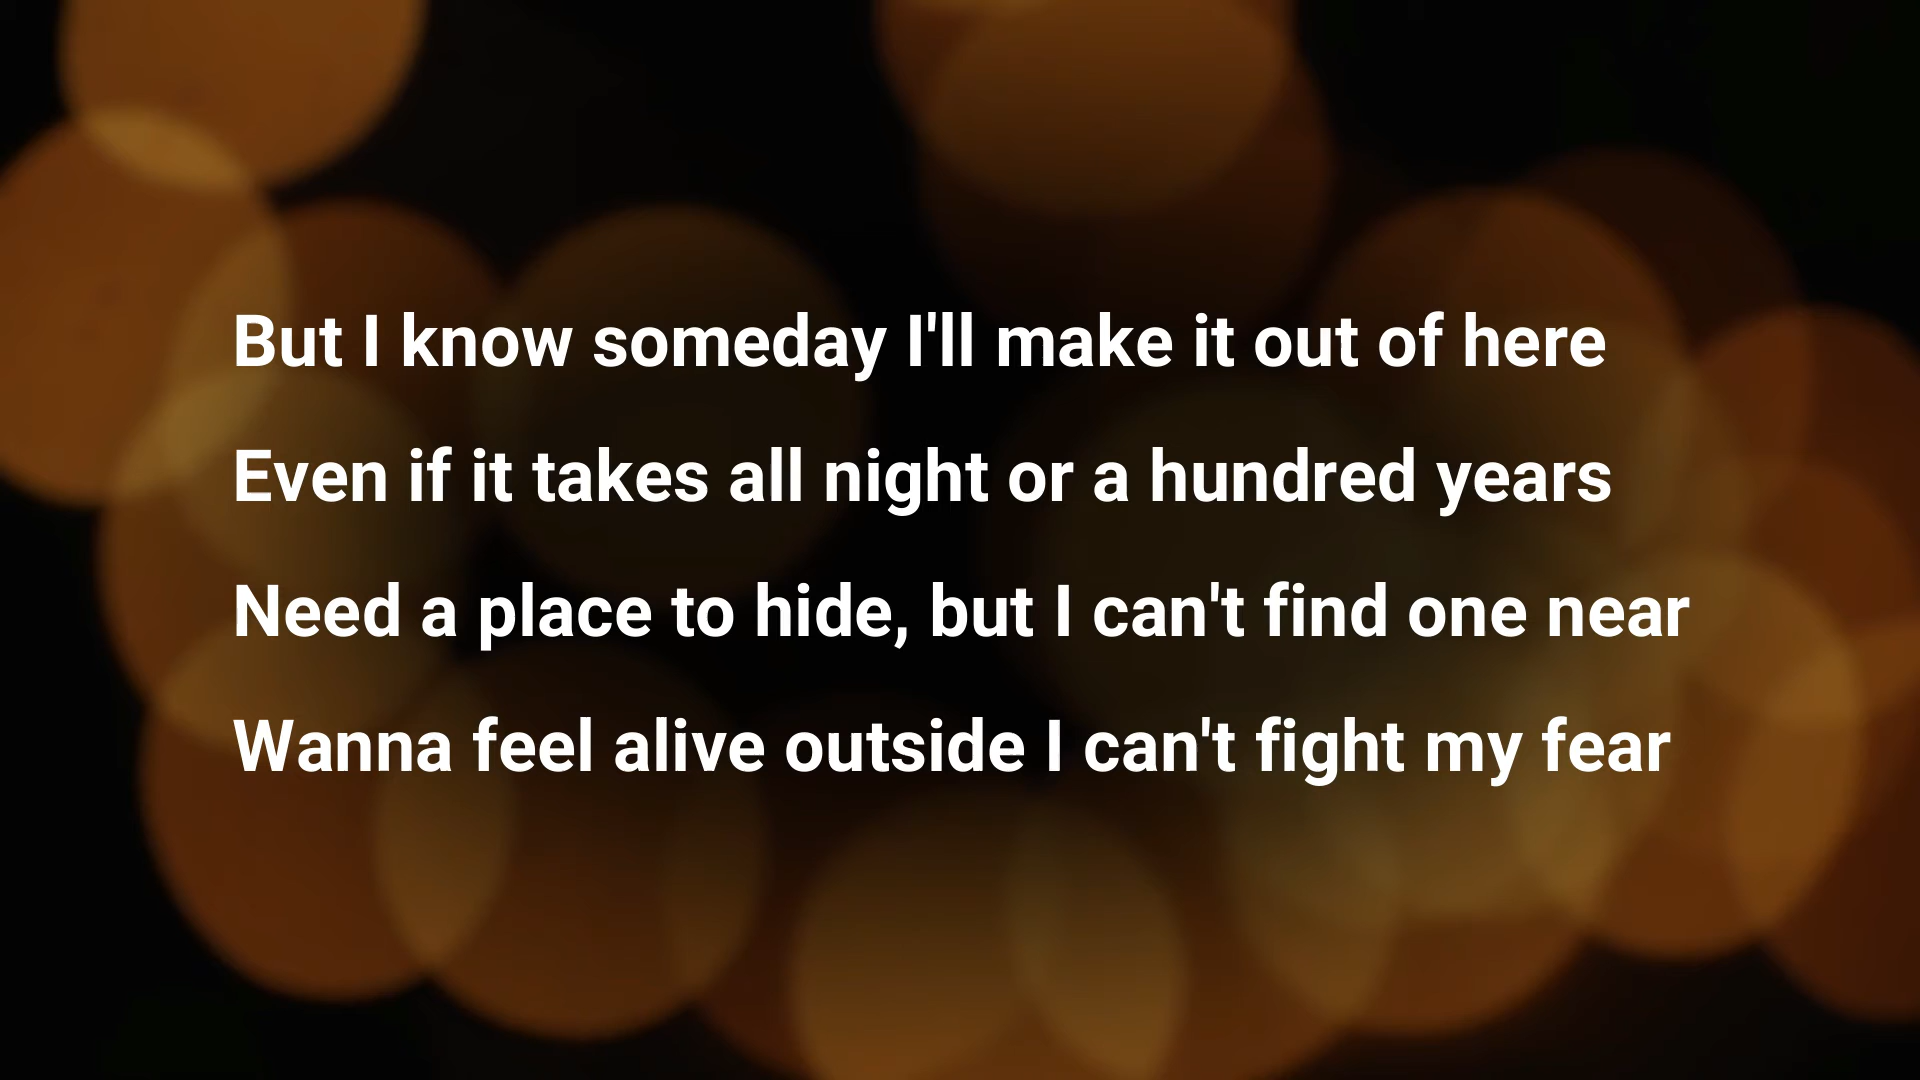 But I know someday I'll make it out of here
Even if it takes all night or a hundred years
Need a place to hide, but I can't find one near
Wanna feel alive outside I can't fight my fear